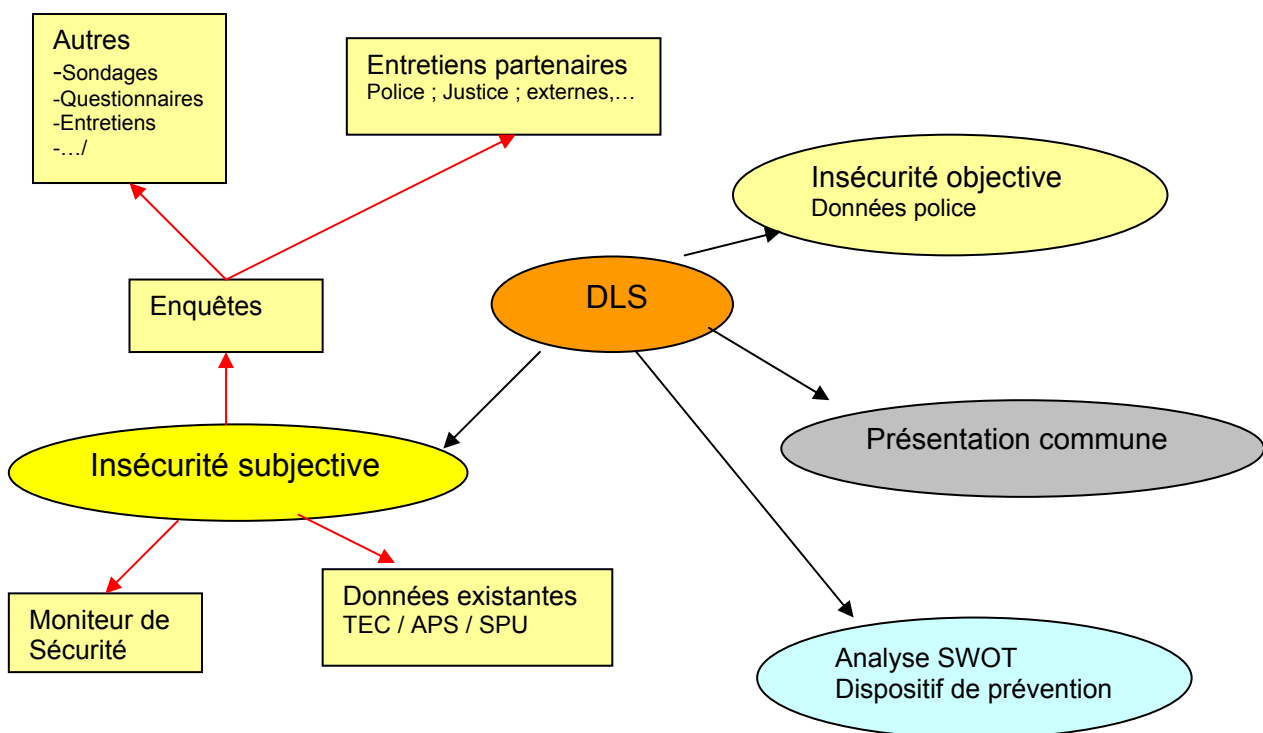 Autres
-Sondages
-Questionnaires
-Entretiens
-…/
Entretiens partenaires
Police ; Justice ; externes,…
Insécurité objective
Données police
Enquêtes
DLS
Présentation commune
Insécurité subjective
Moniteur de
Sécurité
Données existantes
TEC / APS / SPU
Analyse SWOT
Dispositif de prévention